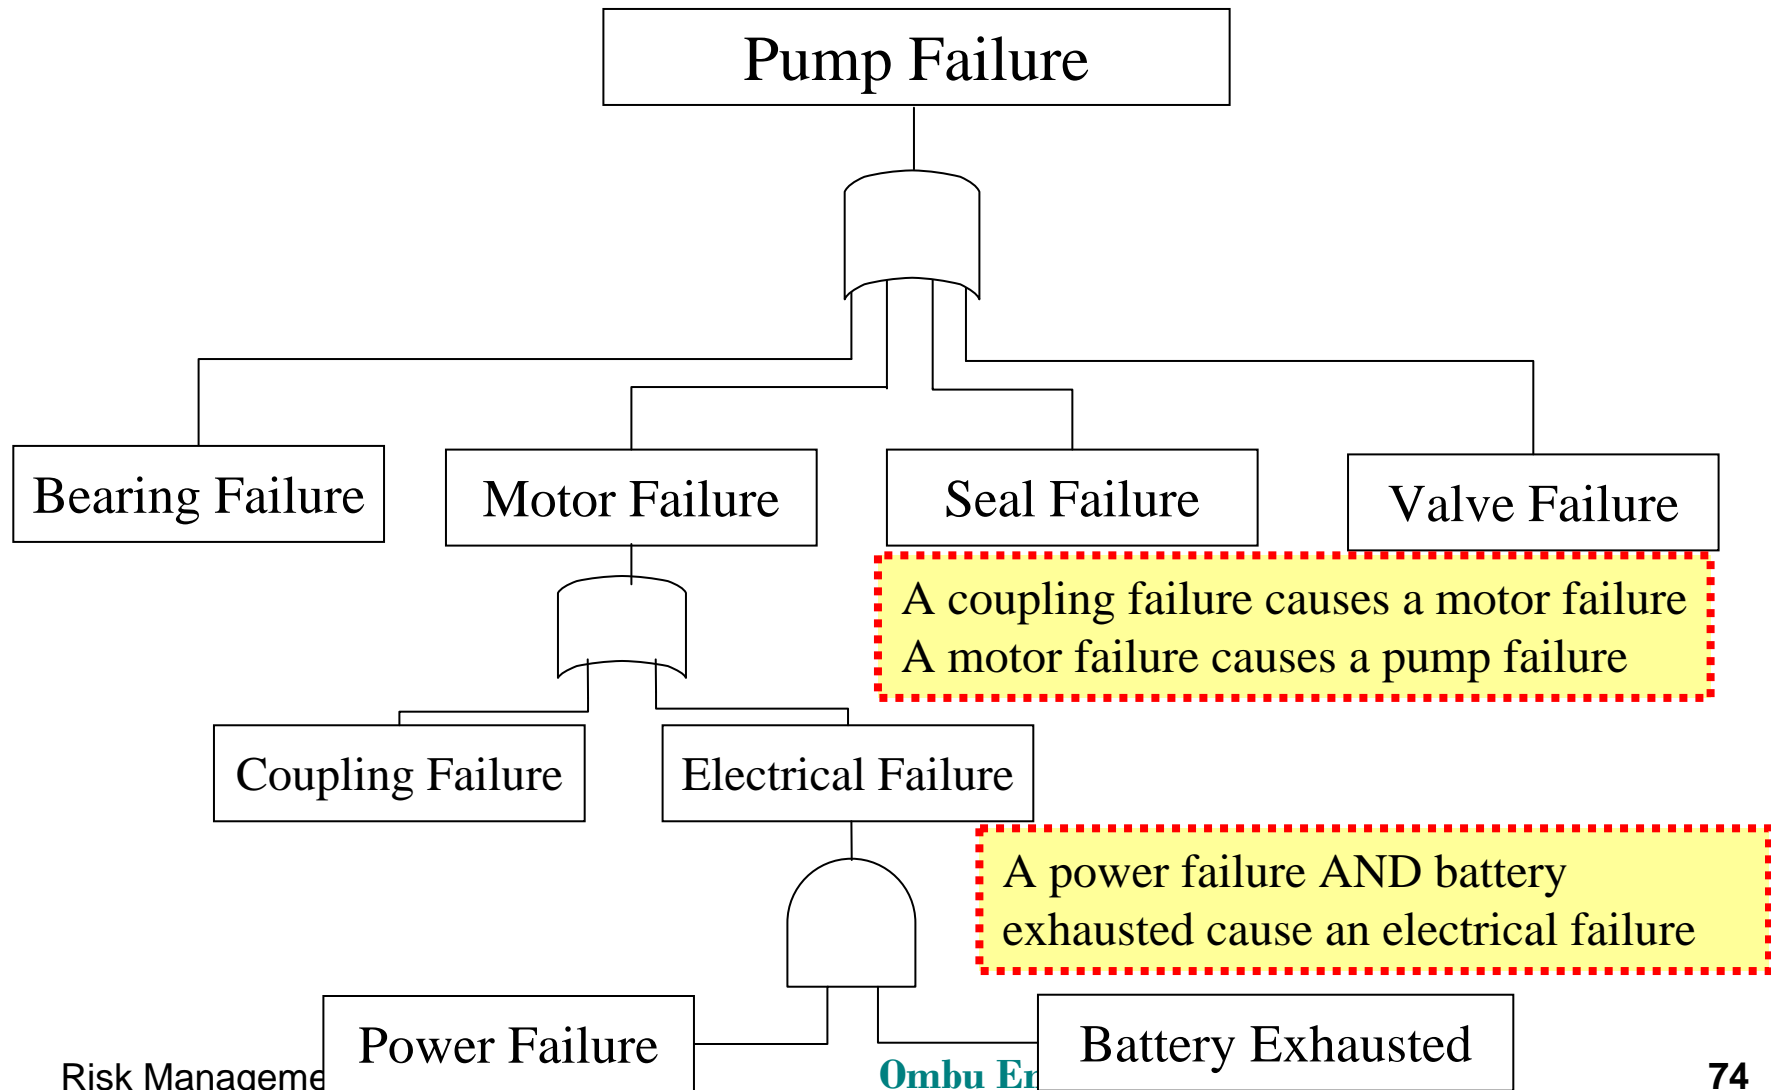 Pump Failure
Bearing Failure
Motor Failure
Seal Failure
Valve Failure
A coupling failure causes a motor failure
A motor failure causes a pump failure
Coupling Failure
Electrical Failure
A power failure AND battery
exhausted cause an electrical failure
Power Failure
Battery Exhausted
Risk
Ombu
74